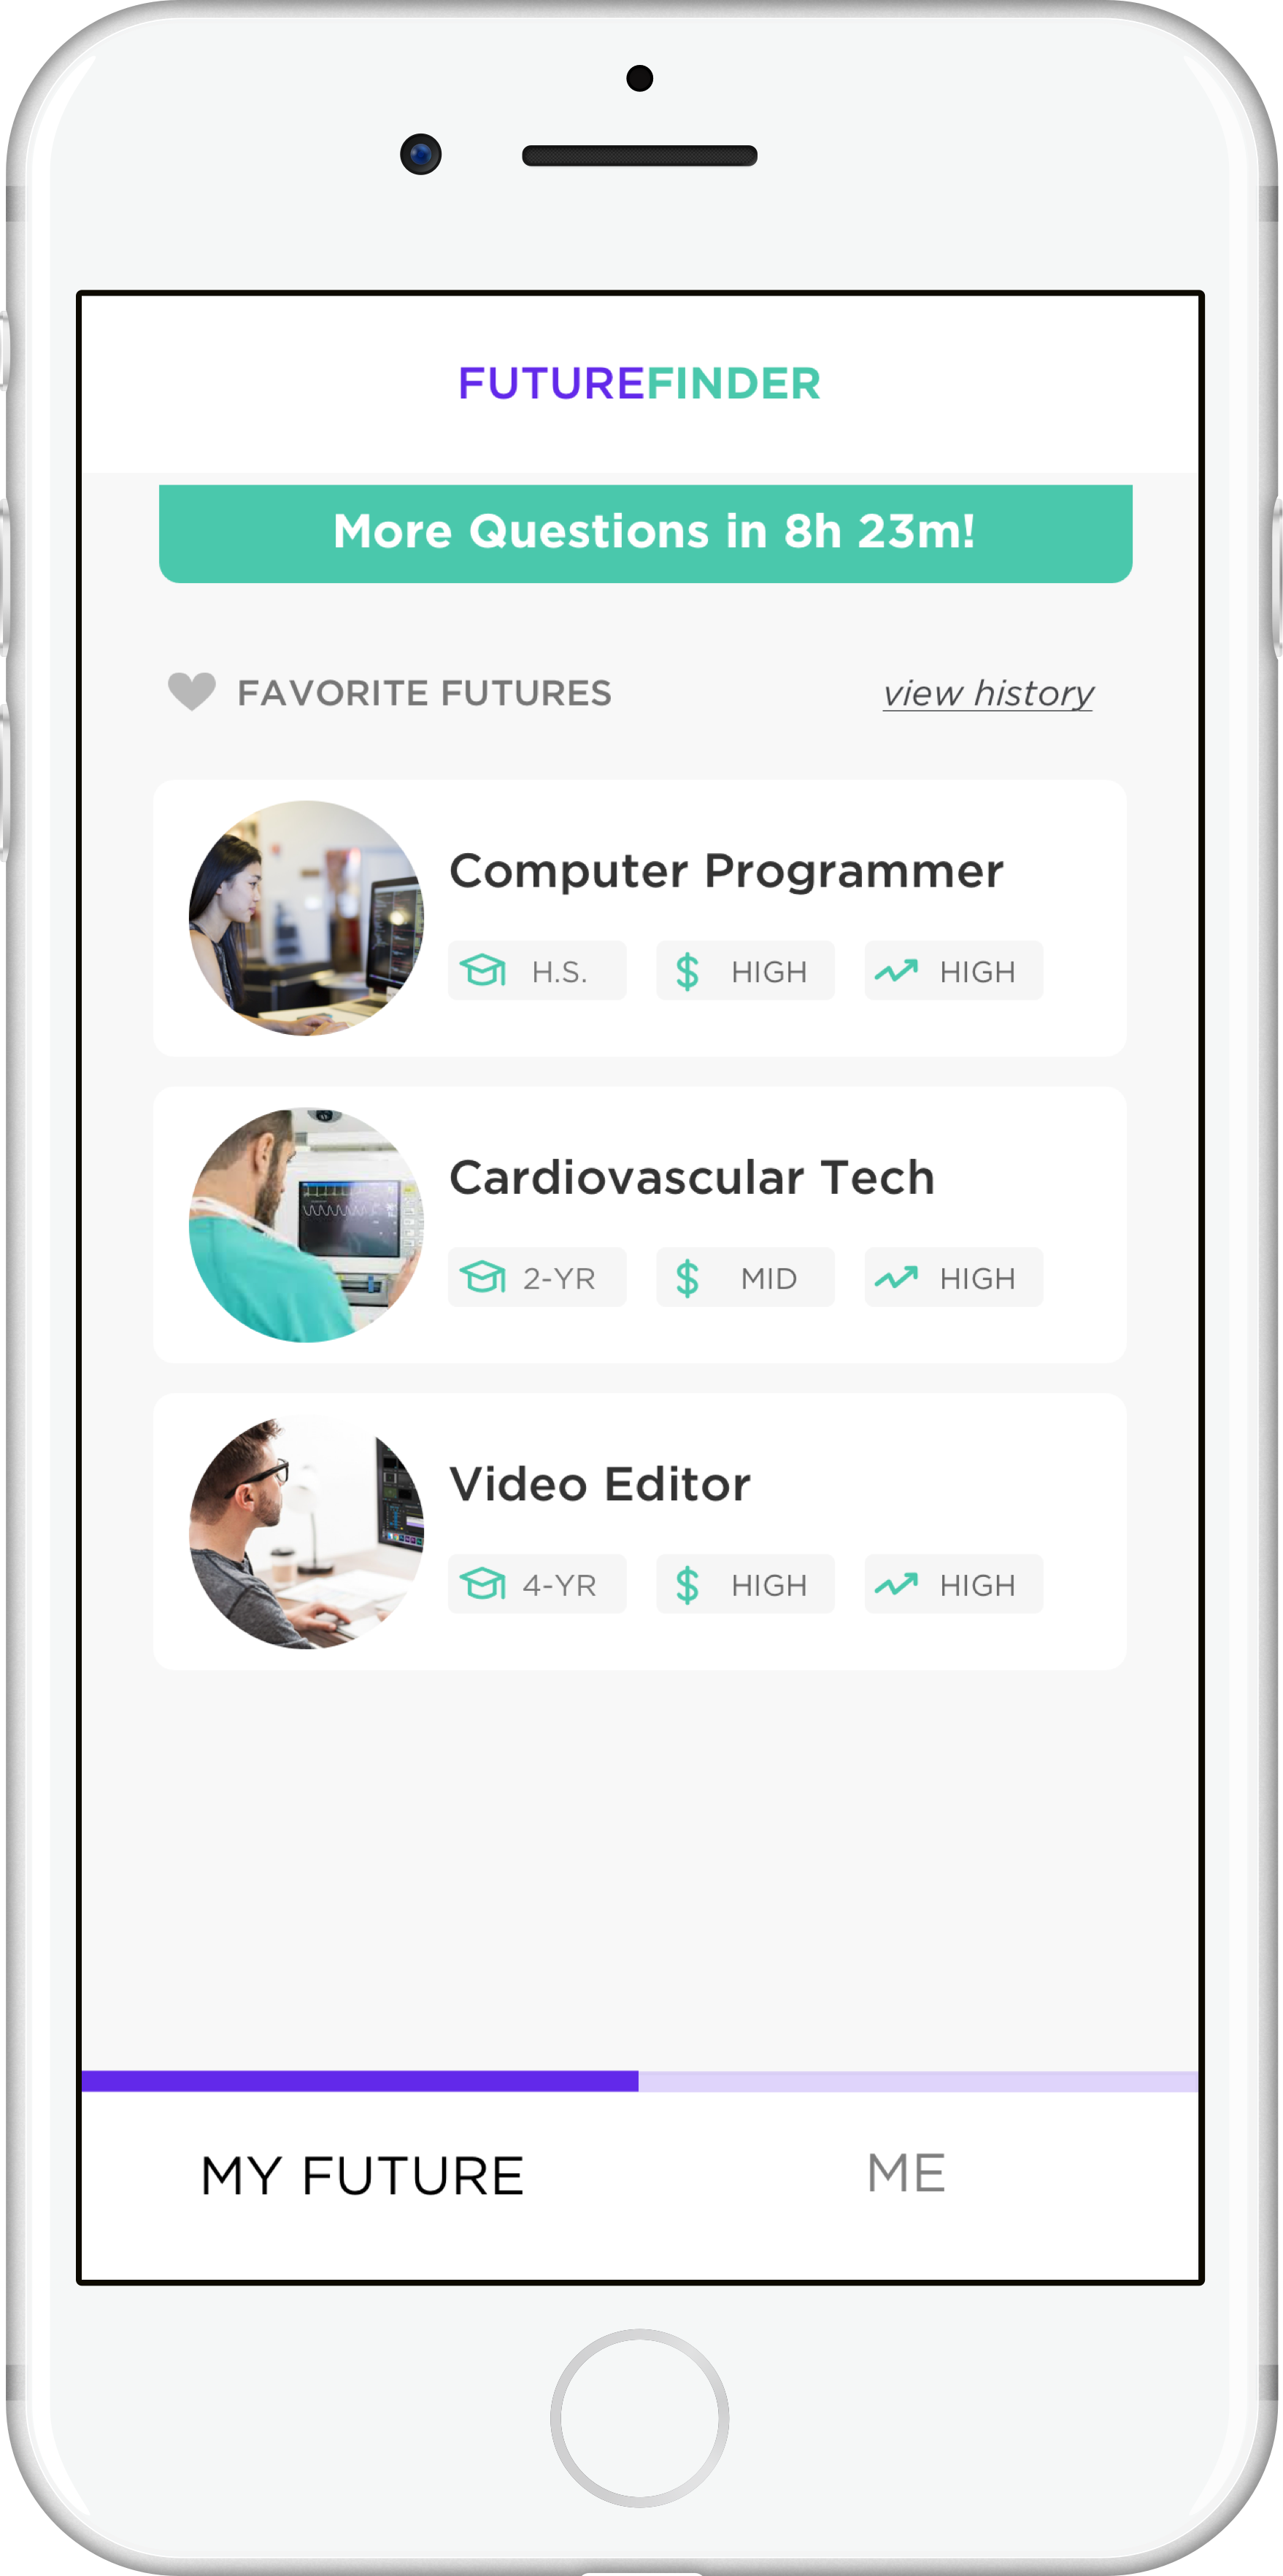 FUTUREFINDER
More Questions in 8h 23m!
FAVORITE FUTURES
view history
Computer Programmer
H.S.
$ HIGH
HIGH
Cardiovascular Tech
2-YR
$ MID
HIGH
Video Editor
4-YR
$ HIGH
HIGH
MY FUTURE
ME